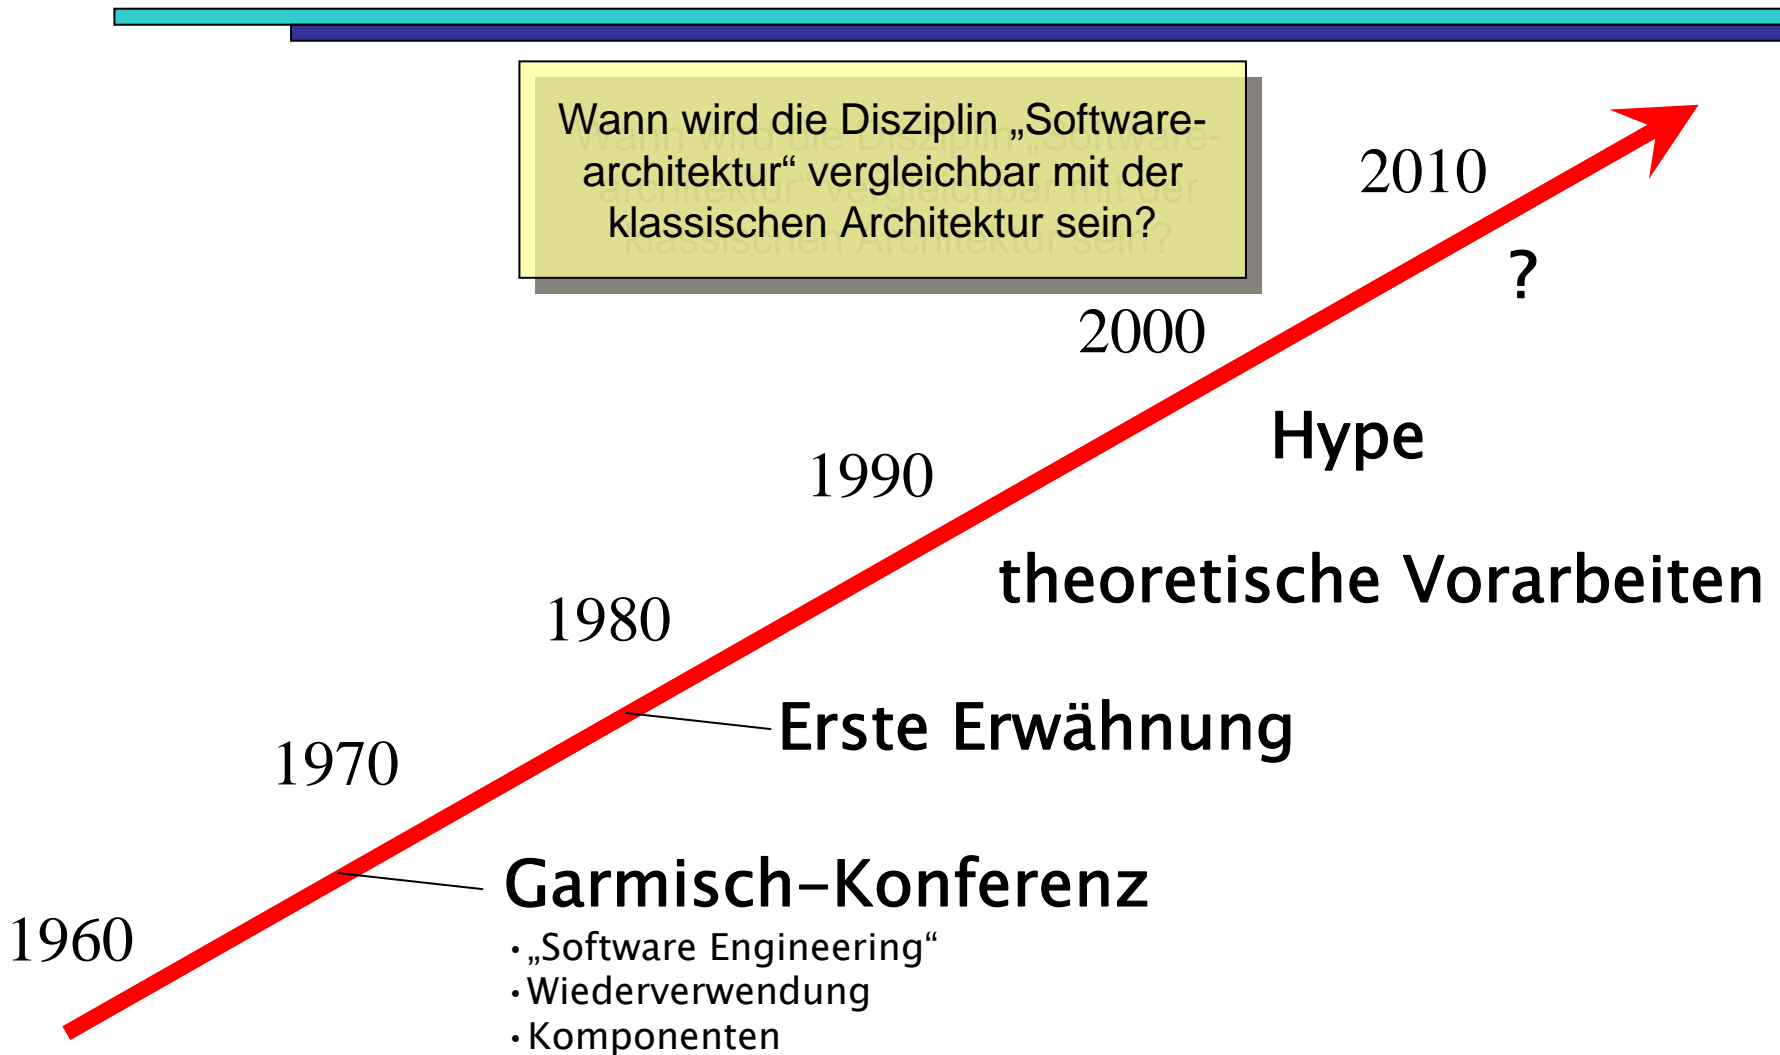 Wann wird die Disziplin „Software-
architektur“ vergleichbar mit der
klassischen Architektur sein?
2010
?
2000
Hype
1990
theoretische Vorarbeiten
1980
Erste Erwähnung
1970
Garmisch-Konferenz
1960
• „Software Engineering“
• Wiederverwendung
• Komponenten